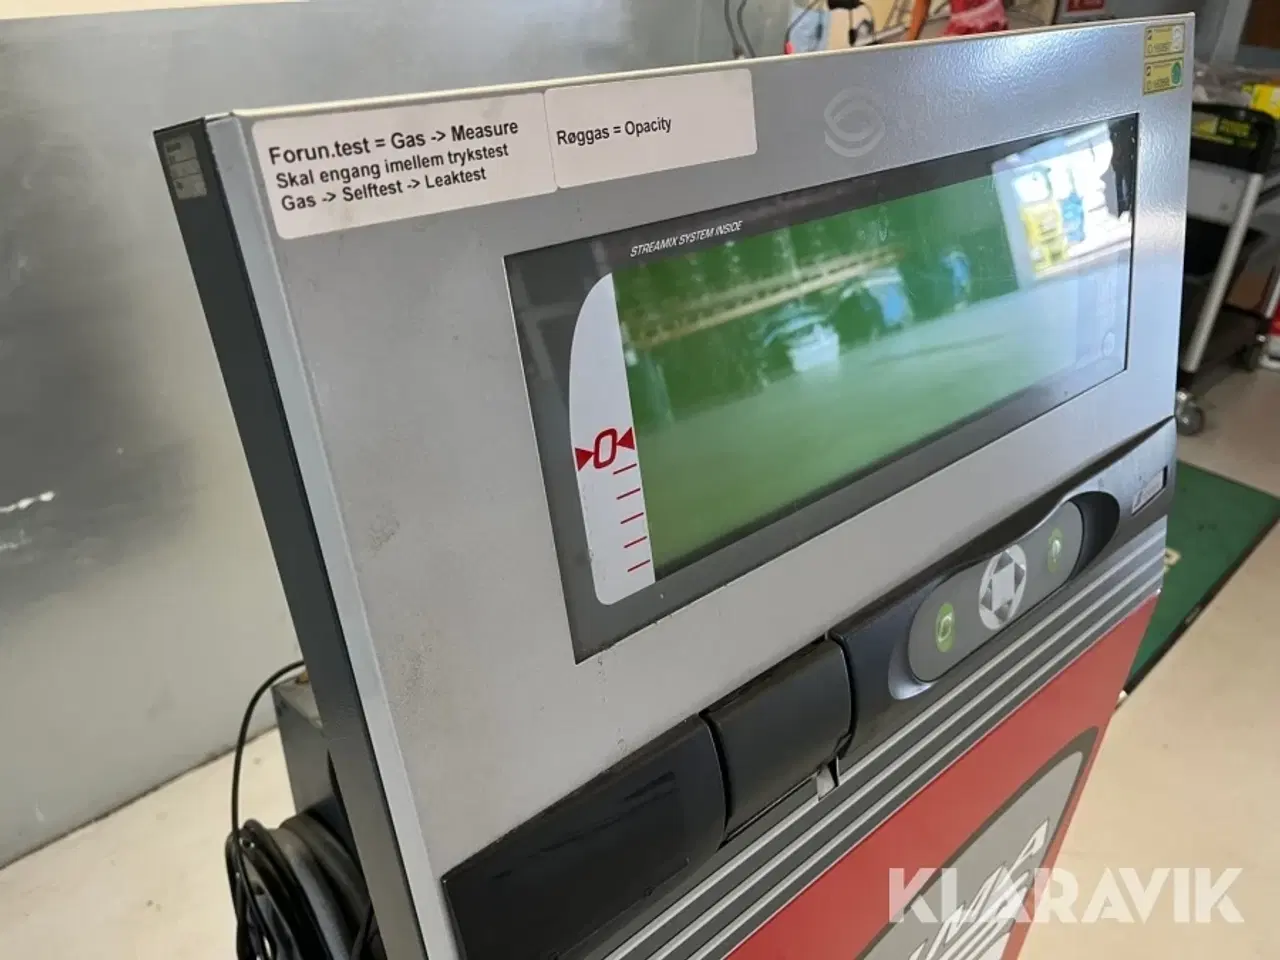 Forun.test = Gas -> Measure
Skal engang imellem trykstest
Gas -> Selftest -> Leaktest
Røggas = Opacity
STREAMIX SYSTEM INSIDE
0
KLARAVIK